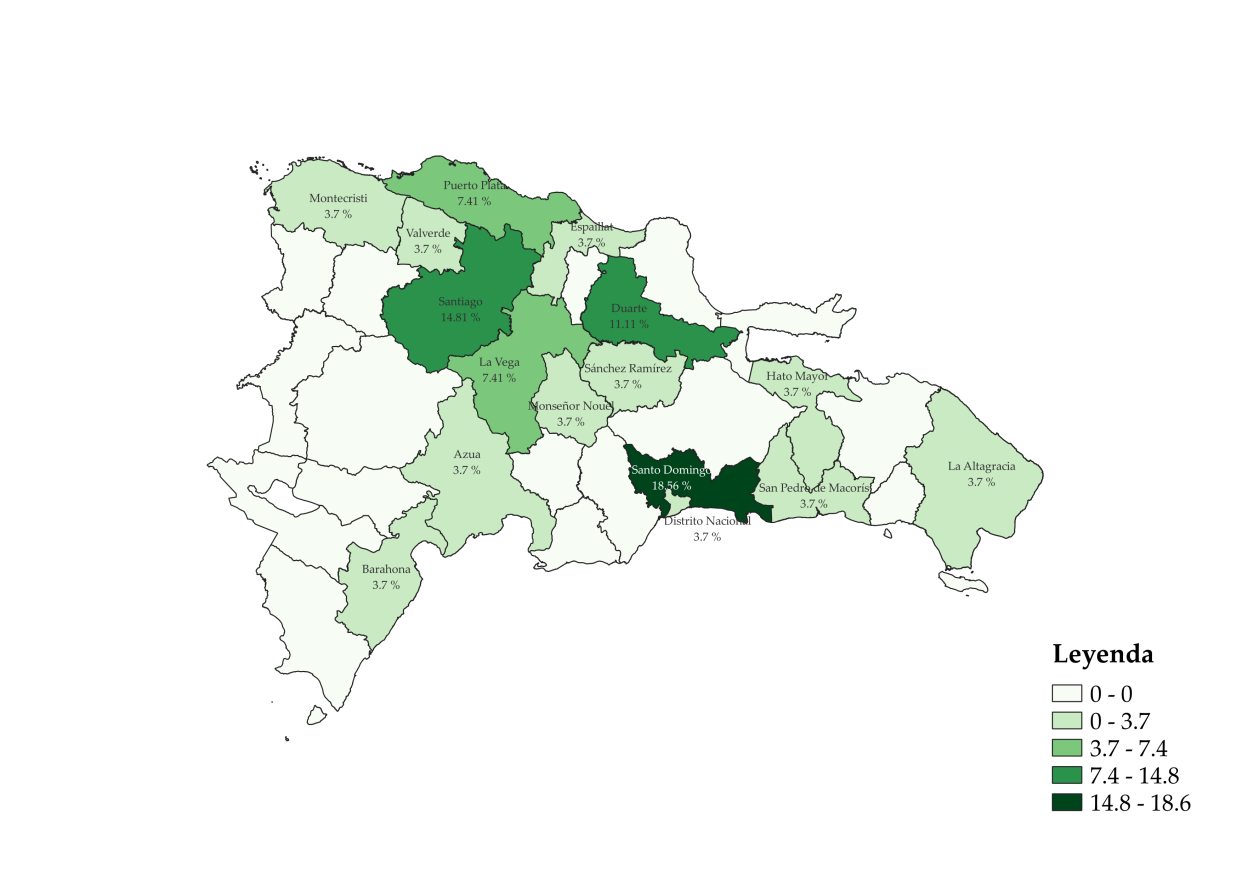 Puerto Plata
7.41 %
Montecristi
3.7 %
Valverde
3.7 %
Espaillat
3.7 %
Santiago
14.81 %
Duarte
11.11 %
La Vega
7.41 %
Sánchez Ramírez
3.7 %
Hato Mayor
3.7 %
Monseñor Nouel
3.7 %
Azua
3.7 %
Santo Domingo
18.56 %
La Altagracia
3.7 %
San Pedro de Macorís
3.7 %
Distrito Nacional
3.7 %
Barahona
3.7 %
Leyenda
0 - 0
0 - 3.7
3.7 - 7.4
7.4 - 14.8
14.8 - 18.6